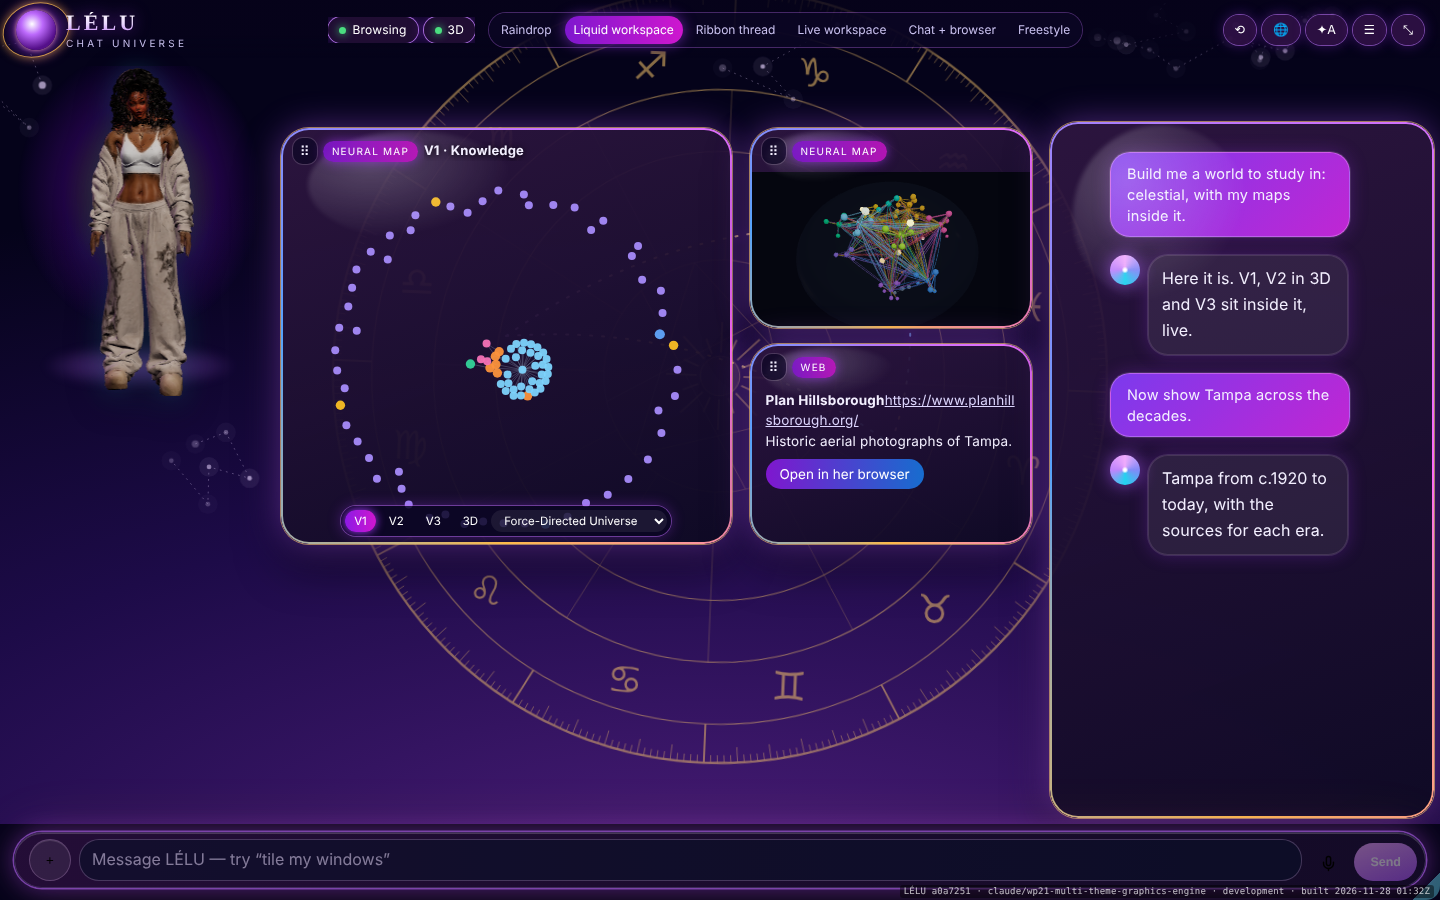 LÉLU
CHAT UNIVERSE
Browsing
3D
Raindrop
Liquid workspace
Ribbon thread
Live workspace
Chat + browser
Freestyle
✦A
NEURAL MAP
V1 · Knowledge
V1
V2
V3
3D
Force-Directed Universe
NEURAL MAP
WEB
Plan Hillsboroughhttps://www.planhill
sborough.org/
Historic aerial photographs of Tampa.
Open in her browser
Build me a world to study in:
celestial, with my maps
inside it.
Here it is. V1, V2 in 3D
and V3 sit inside it,
live.
Now show Tampa across the
decades.
Tampa from c.1920 to
today, with the
sources for each era.
+
Message LÉLU — try “tile my windows”
Send
LÉLU a0a7251 · claude/wp21-multi-theme-graphics-engine · development · built 2026-11-28 01:32Z